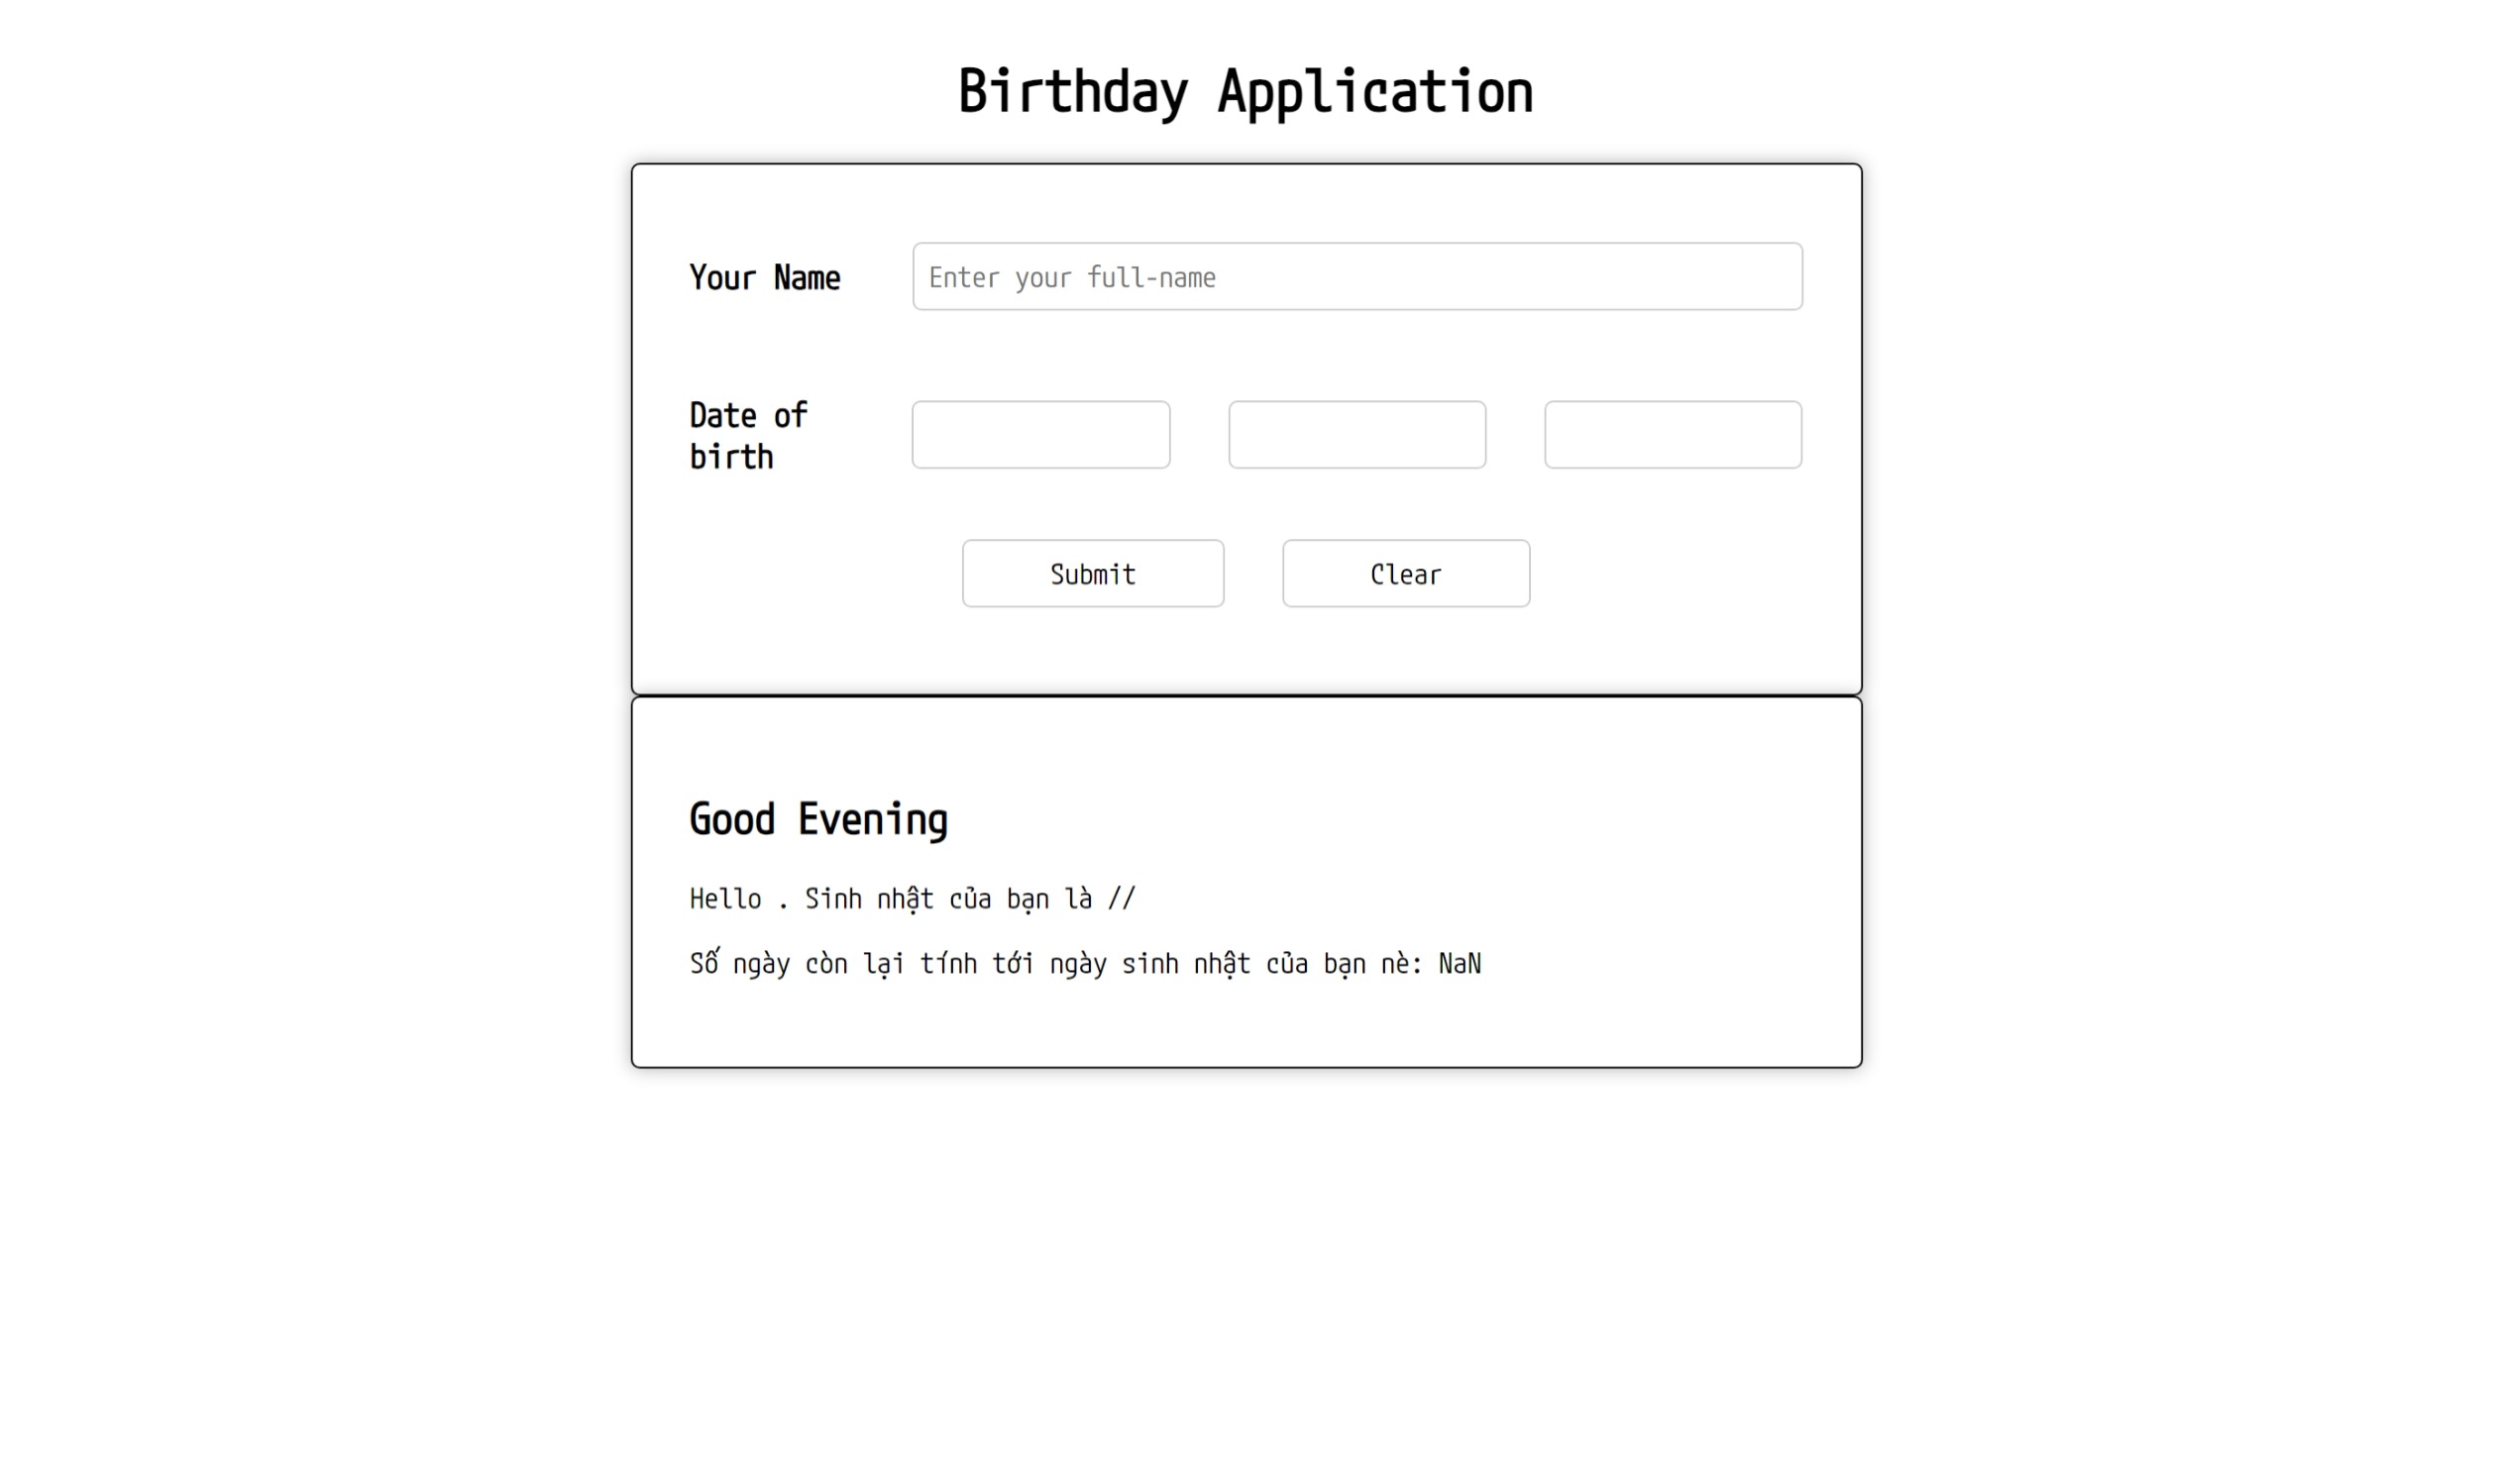 Birthday Application
Your Name
Enter your full-name
Date of
birth
Submit
Clear
Good Evening
Hello . Sinh nhật của bạn là //
Số ngày còn lại tính tới ngày sinh nhật của bạn nè: NaN